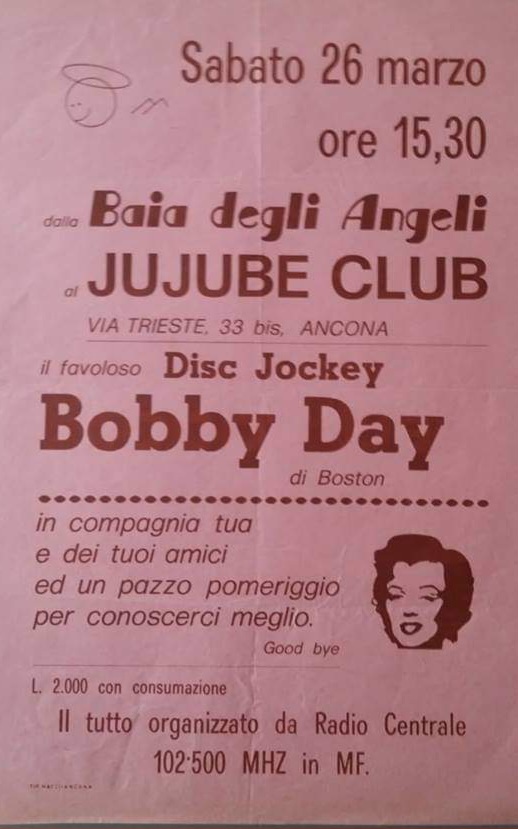 Sabato 26 marzo
ore 15,30
dalla Baia degli Angeli
al JUJUBE CLUB
VIA TRIESTE, 33 bis, ANCONA
il favoloso Disc Jockey
Bobby Day
di Boston
in compagnia tua
e dei tuoi amici
ed un pazzo pomeriggio
per conoscerci meglio.
Good bye
L. 2.000 con consumazione
Il tutto organizzato da Radio Centrale
102·500 MHZ in MF.